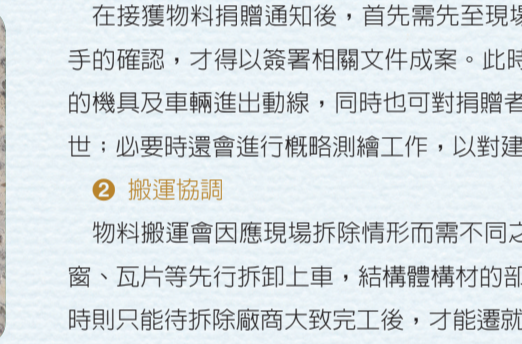 在接獲物料捐贈通知後，首先需先至現場
手的確認，才得以簽署相關文件成案。此時
的機具及車輛進出動線，同時也可對捐贈者
世；必要時還會進行概略測繪工作，以對建
❷ 搬運協調
物料搬運會因應現場拆除情形而需不同之
窗、瓦片等先行拆卸上車，結構體構材的部
時則只能待拆除廠商大致完工後，才能遷就